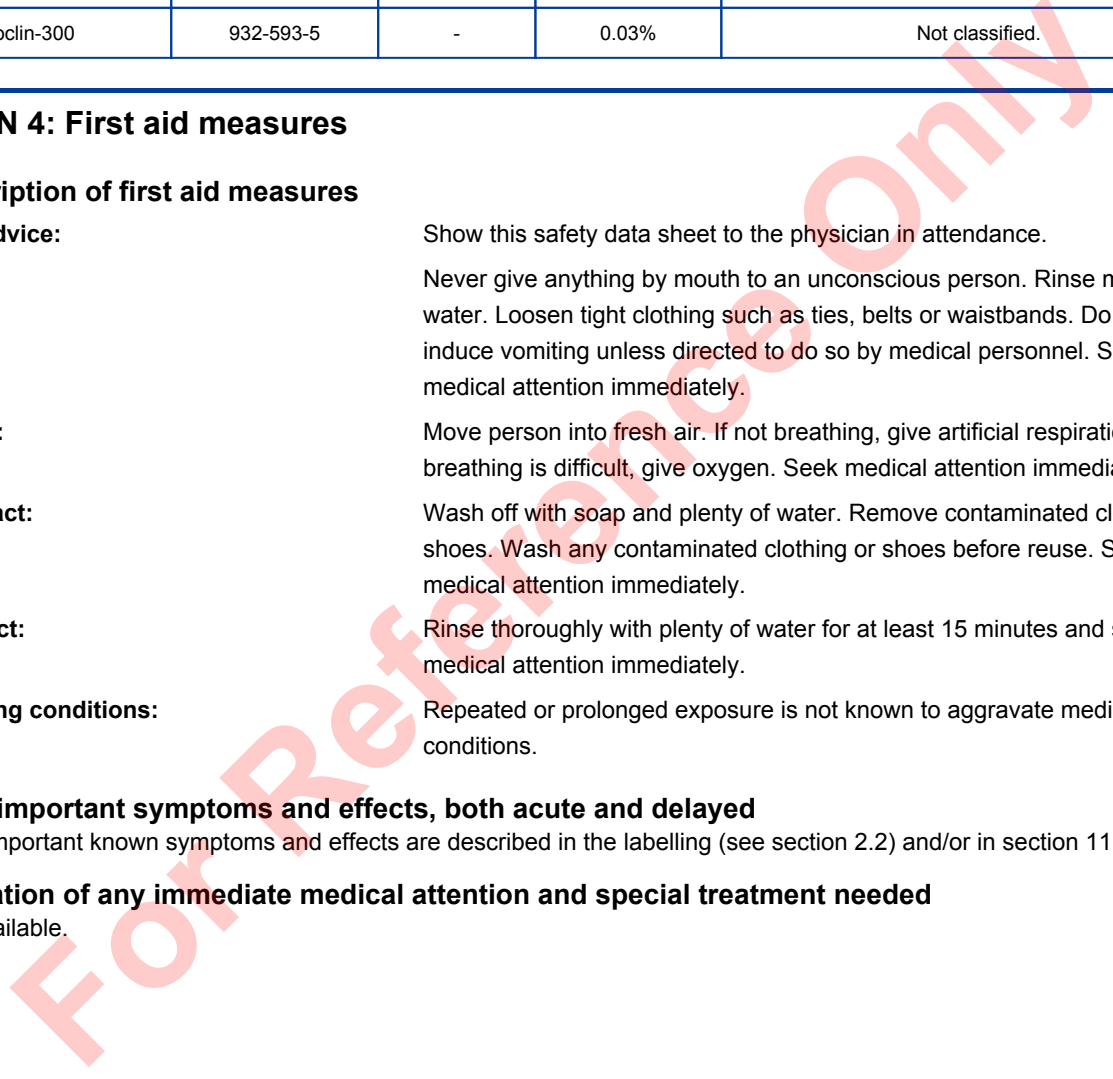 oclin-300 932-593-5 - 0.03% Not classified.
N 4: First aid measures
ription of first aid measures
dvice: Show this safety data sheet to the physician in attendance.
Never give anything by mouth to an unconscious person. Rinse
water. Loosen tight clothing such as ties, belts or waistbands. Do
induce vomiting unless directed to do so by medical personnel. S
medical attention immediately.
: Move person into fresh air. If not breathing, give artificial respirati
breathing is difficult, give oxygen. Seek medical attention immedi
act: Wash off with soap and plenty of water. Remove contaminated cl
shoes. Wash any contaminated clothing or shoes before reuse. S
medical attention immediately.
ct: Rinse thoroughly with plenty of water for at least 15 minutes and
medical attention immediately.
ng conditions: Repeated or prolonged exposure is not known to aggravate medi
conditions.
important symptoms and effects, both acute and delayed
mportant known symptoms and effects are described in the labelling (see section 2.2) and/or in section 11
ation of any immediate medical attention and special treatment needed
ailable.
For Reference Only